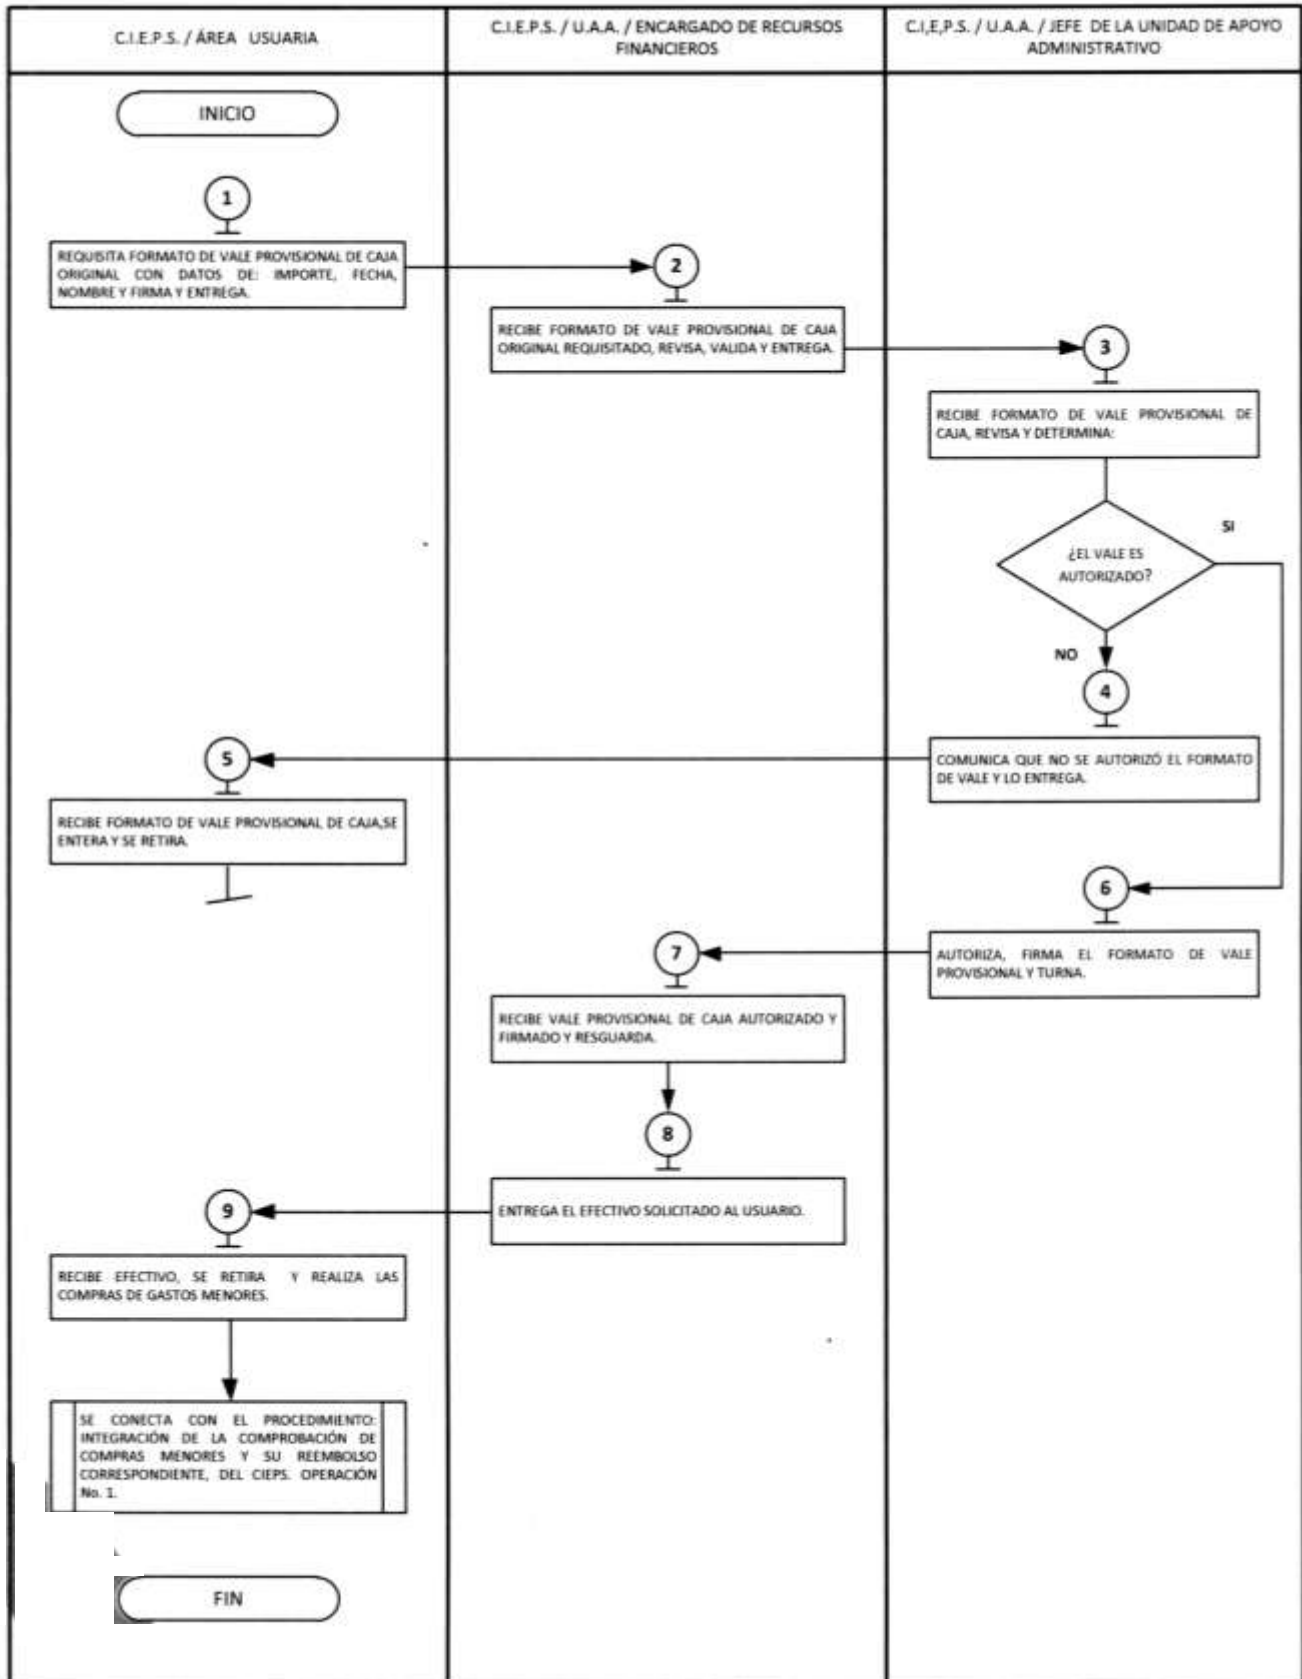 C.I.E.P.S. / ÁREA USUARIA
C.I.E.P.S. / U.A.A. / ENCARGADO DE RECURSOS
FINANCIEROS
C.I,E,P.S. / U.A.A. / JEFE DE LA UNIDAD DE APOYO
ADMINISTRATIVO
INICIO
1
REQUISITA FORMATO DE VALE PROVISIONAL DE CAJA
ORIGINAL CON DATOS DE: IMPORTE, FECHA,
NOMBRE Y FIRMA Y ENTREGA.
2
RECIBE FORMATO DE VALE PROVISIONAL DE CAJA
ORIGINAL REQUISITADO, REVISA, VALIDA Y ENTREGA.
3
RECIBE FORMATO DE VALE PROVISIONAL DE
CAJA, REVISA Y DETERMINA:
SI
¿EL VALE ES
AUTORIZADO?
NO
4
COMUNICA QUE NO SE AUTORIZÓ EL FORMATO
DE VALE Y LO ENTREGA.
5
RECIBE FORMATO DE VALE PROVISIONAL DE CAJA,SE
ENTERA Y SE RETIRA.
6
AUTORIZA, FIRMA EL FORMATO DE VALE
PROVISIONAL Y TURNA.
7
RECIBE VALE PROVISIONAL DE CAJA AUTORIZADO Y
FIRMADO Y RESGUARDA.
8
ENTREGA EL EFECTIVO SOLICITADO AL USUARIO.
9
RECIBE EFECTIVO, SE RETIRA Y REALIZA LAS
COMPRAS DE GASTOS MENORES.
SE CONECTA CON EL PROCEDIMIENTO:
INTEGRACIÓN DE LA COMPROBACIÓN DE
COMPRAS MENORES Y SU REEMBOLSO
CORRESPONDIENTE, DEL CIEPS. OPERACIÓN
No. 1.
FIN